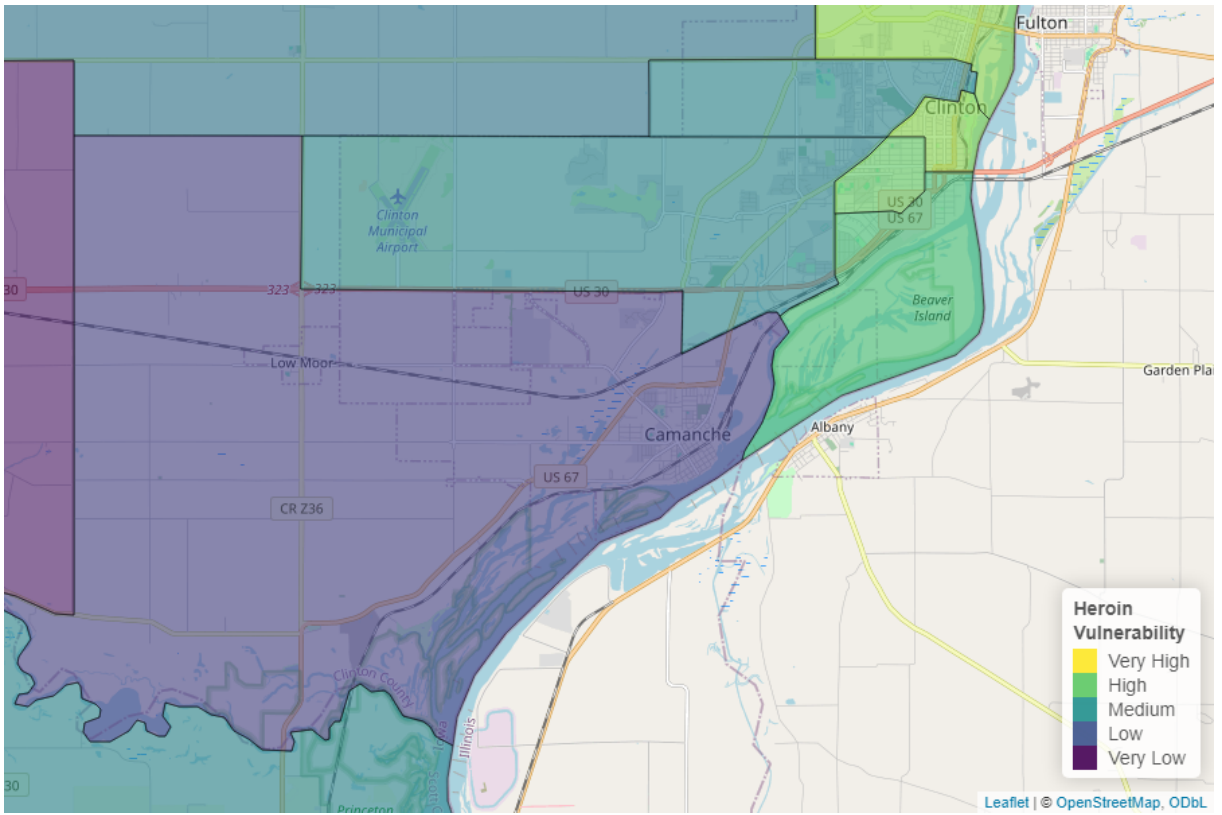 Fulton
Clinton
US 30
US 67
Clinton
Municipal
Airport
30
323
323
US 30
Beaver
Island
Low Moor
Garden Plai
Camanche
Albany
US 67
CR Z36
Clinton County
Iowa
Illinois
Scott C
30
Princeton
Heroin
Vulnerability
Very High
High
Medium
Low
Very Low
Leaflet | © OpenStreetMap, ODbL